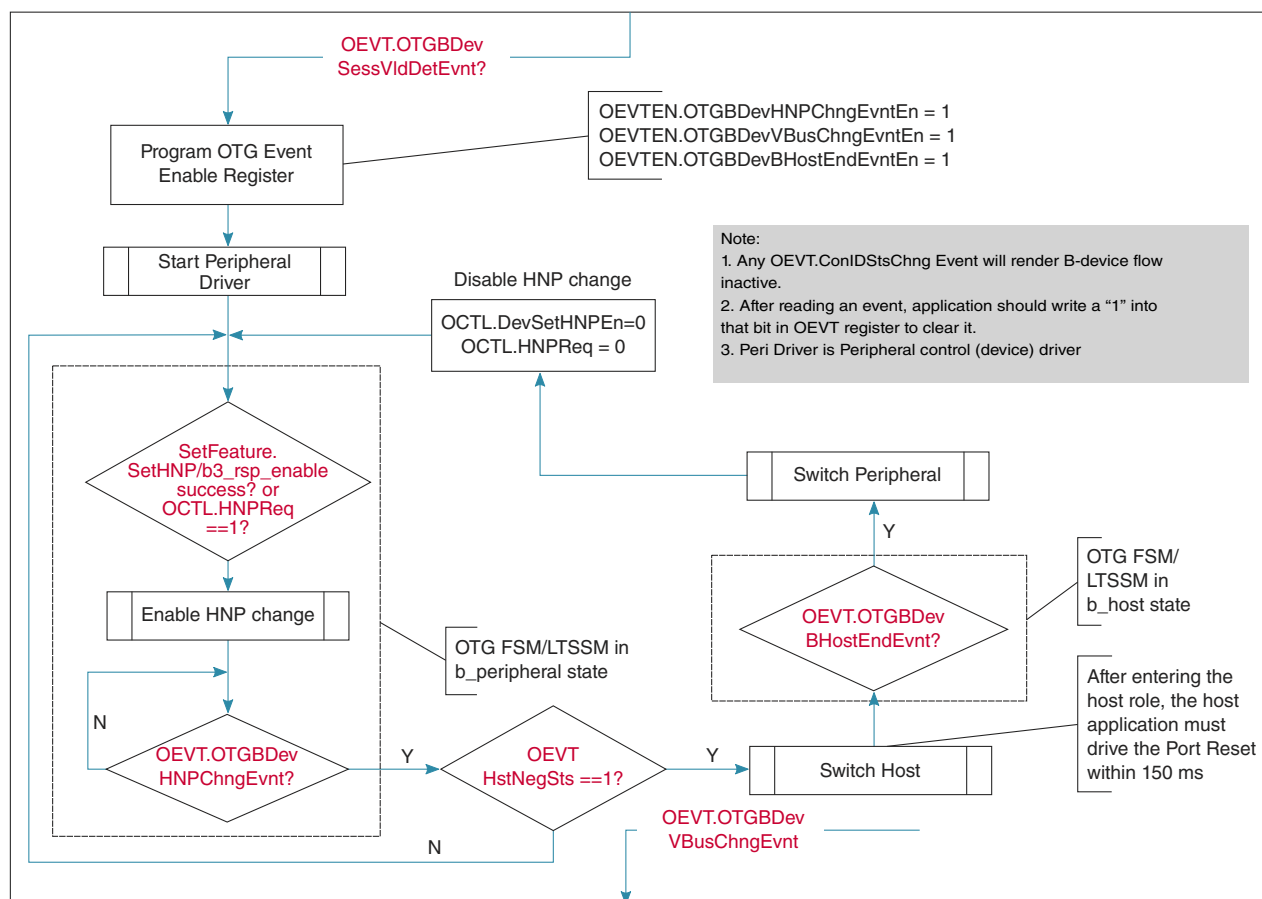 OEVT.OTGBDev
SessVldDetEvnt?
Program OTG Event
Enable Register
OEVTEN.OTGBDevHNPChngEvntEn = 1
OEVTEN.OTGBDevVBusChngEvntEn = 1
OEVTEN.OTGBDevBHostEndEvntEn = 1
Start Peripheral
Driver
Note:
1. Any OEVT.ConIDStsChng Event will render B-device flow
inactive.
2. After reading an event, application should write a “1” into
that bit in OEVT register to clear it.
3. Peri Driver is Peripheral control (device) driver
Disable HNP change
OCTL.DevSetHNPEn=0
OCTL.HNPReq = 0
SetFeature.
SetHNP/b3_rsp_enable
success? or
OCTL.HNPReq
==1?
Switch Peripheral
Y
Enable HNP change
OTG FSM/LTSSM in
b_peripheral state
OEVT.OTGBDev
BHostEndEvnt?
OTG FSM/
LTSSM in
b_host state
After entering the
host role, the host
application must
drive the Port Reset
within 150 ms
N
OEVT.OTGBDev
HNPChngEvnt?
Y
OEVT
HstNegSts ==1?
Y
Switch Host
N
OEVT.OTGBDev
VBusChngEvnt